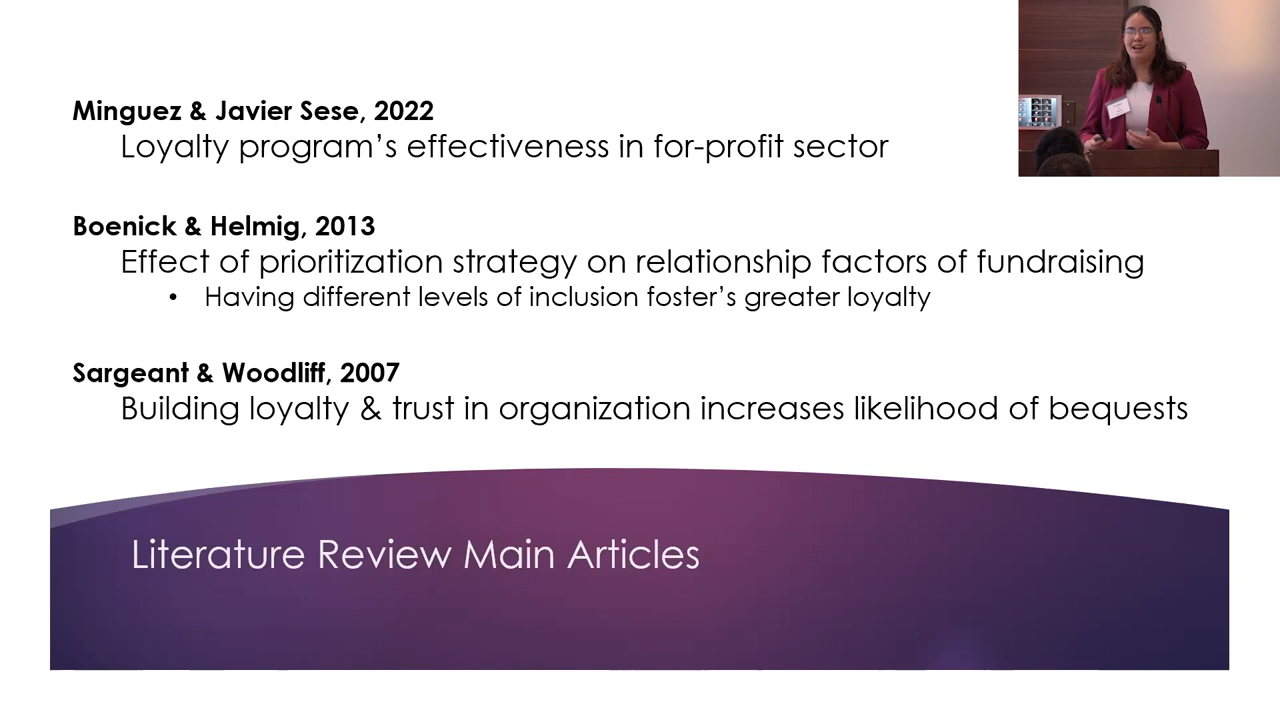 Minguez & Javier Sese, 2022
Loyalty program’s effectiveness in for-profit sector
Boenick & Helmig, 2013
Effect of prioritization strategy on relationship factors of fundraising
• Having different levels of inclusion foster’s greater loyalty
Sargeant & Woodliff, 2007
Building loyalty & trust in organization increases likelihood of bequests
Literature Review Main Articles